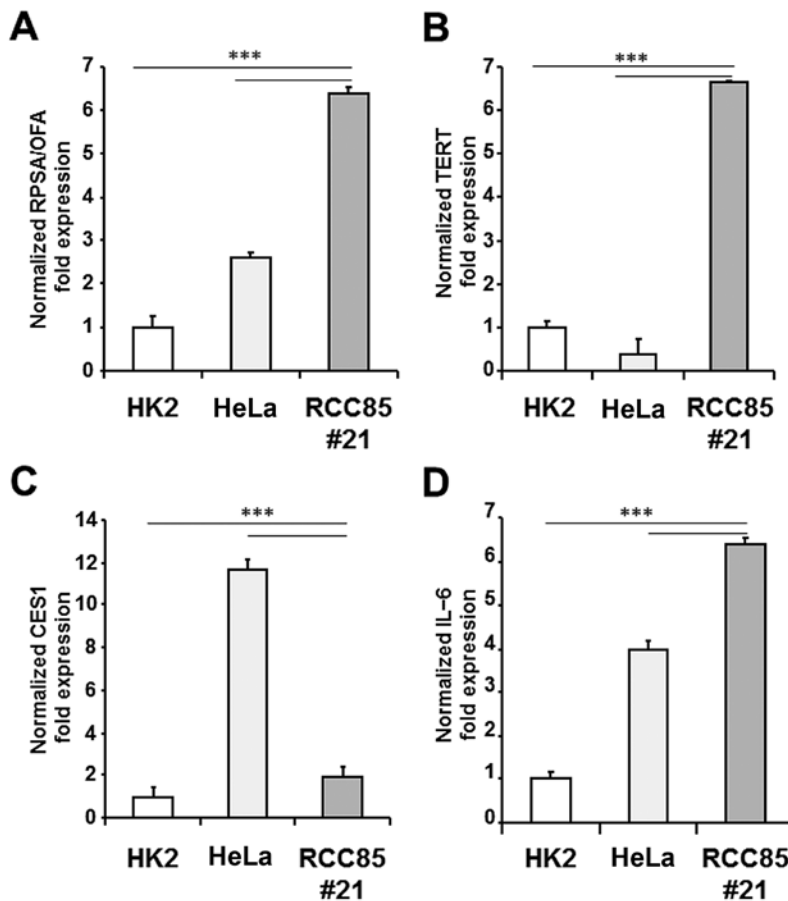 A
Normalized RPSA/OFA
fold expression
7
6
5
4
3
2
1
0
***
HK2 HeLa RCC85
#21
B
Normalized TERT
fold expression
7
6
5
4
3
2
1
0
***
HK2 HeLa RCC85
#21
C
Normalized CES1
fold expression
14
12
10
8
6
4
2
0
***
HK2 HeLa RCC85
#21
D
Normalized IL–6
fold expression
7
6
5
4
3
2
1
0
***
HK2 HeLa RCC85
#21